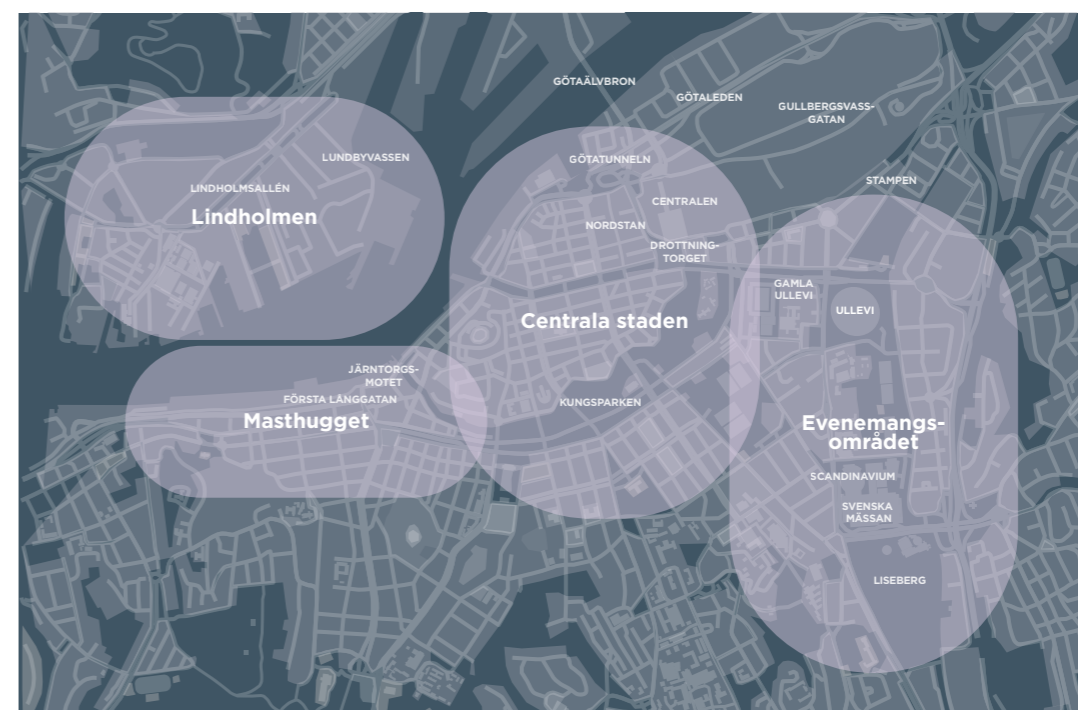 GÖTAÄLVBRON
GÖTALEDEN
GULLBERGSVASS-
GATAN
LUNDBYVASSEN
GÖTATUNNELN
STAMPEN
LINDHOLMSALLÉN
Lindholmen
CENTRALEN
NORDSTAN
DROTTNING-
TORGET
GAMLA
ULLEVI
ULLEVI
Centrala staden
JÄRNTORGS-
MOTET
FÖRSTA LÅNGGATAN
Masthugget
KUNGSPARKEN
Evenemangs-
området
SCANDINAVIUM
SVENSKA
MÄSSAN
LISEBERG